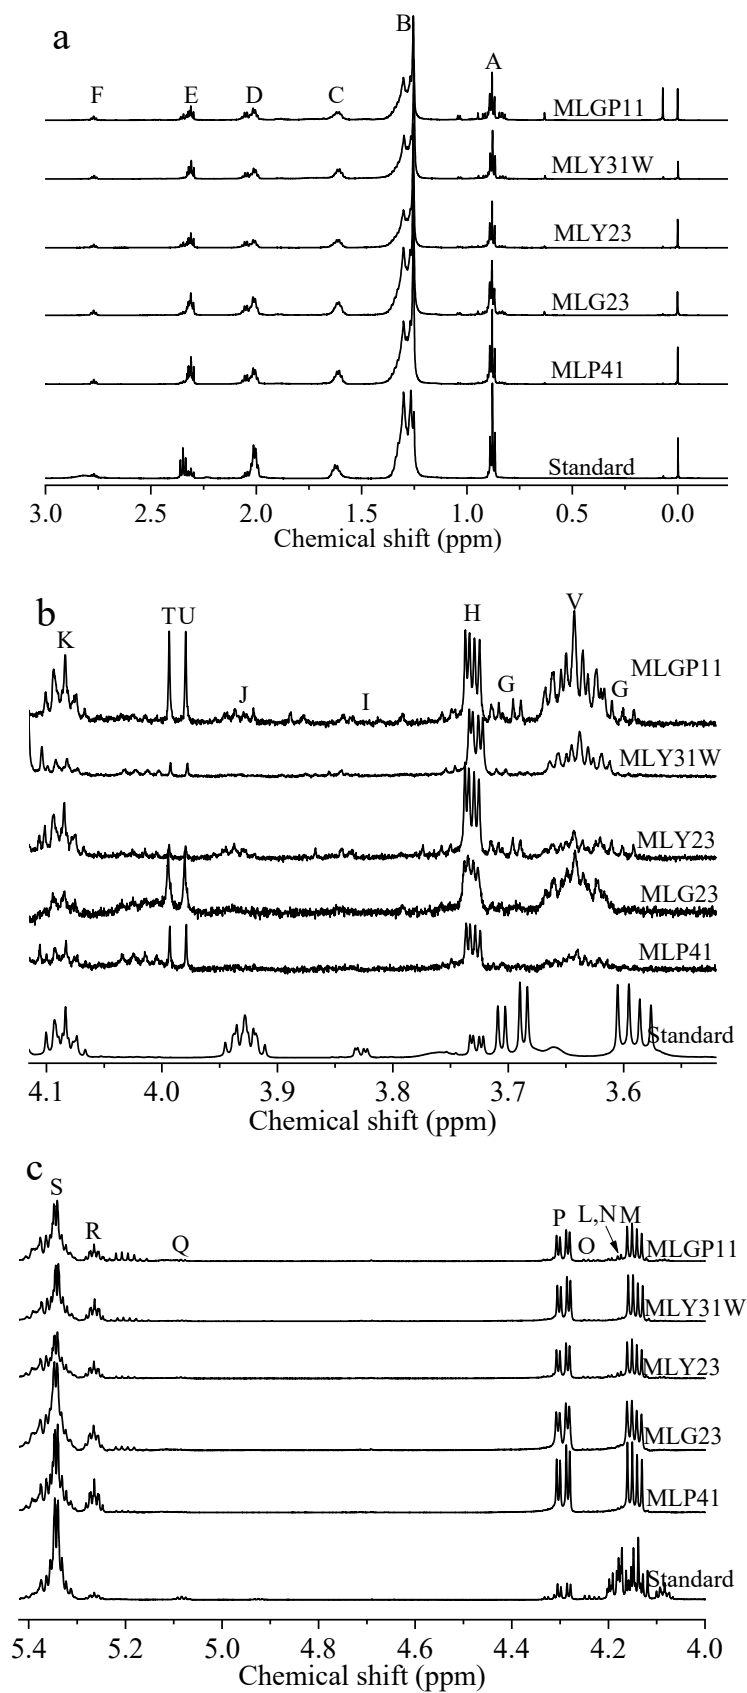 a
B
A
F E D C
MLGP11
MLY31W
MLY23
MLG23
MLP41
Standard
3.0 2.5 2.0 1.5 1.0 0.5 0.0
Chemical shift (ppm)
b
K
T U
J
I
H
G
V
G
MLGP11
MLY31W
MLY23
MLG23
MLP41
Standard
4.1 4.0 3.9 3.8 3.7 3.6
Chemical shift (ppm)
c
S
R
Q
P
L,N M
O
MLGP11
MLY31W
MLY23
MLG23
MLP41
Standard
5.4 5.2 5.0 4.8 4.6 4.4 4.2 4.0
Chemical shift (ppm)